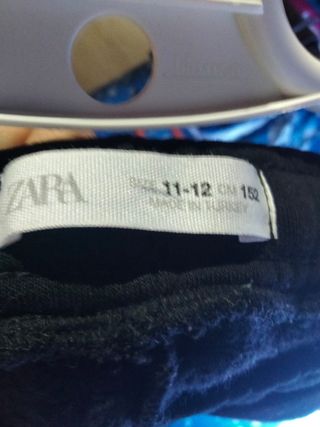 ZARA
SIZE 11-12 CM 152
MADE IN TURKEY